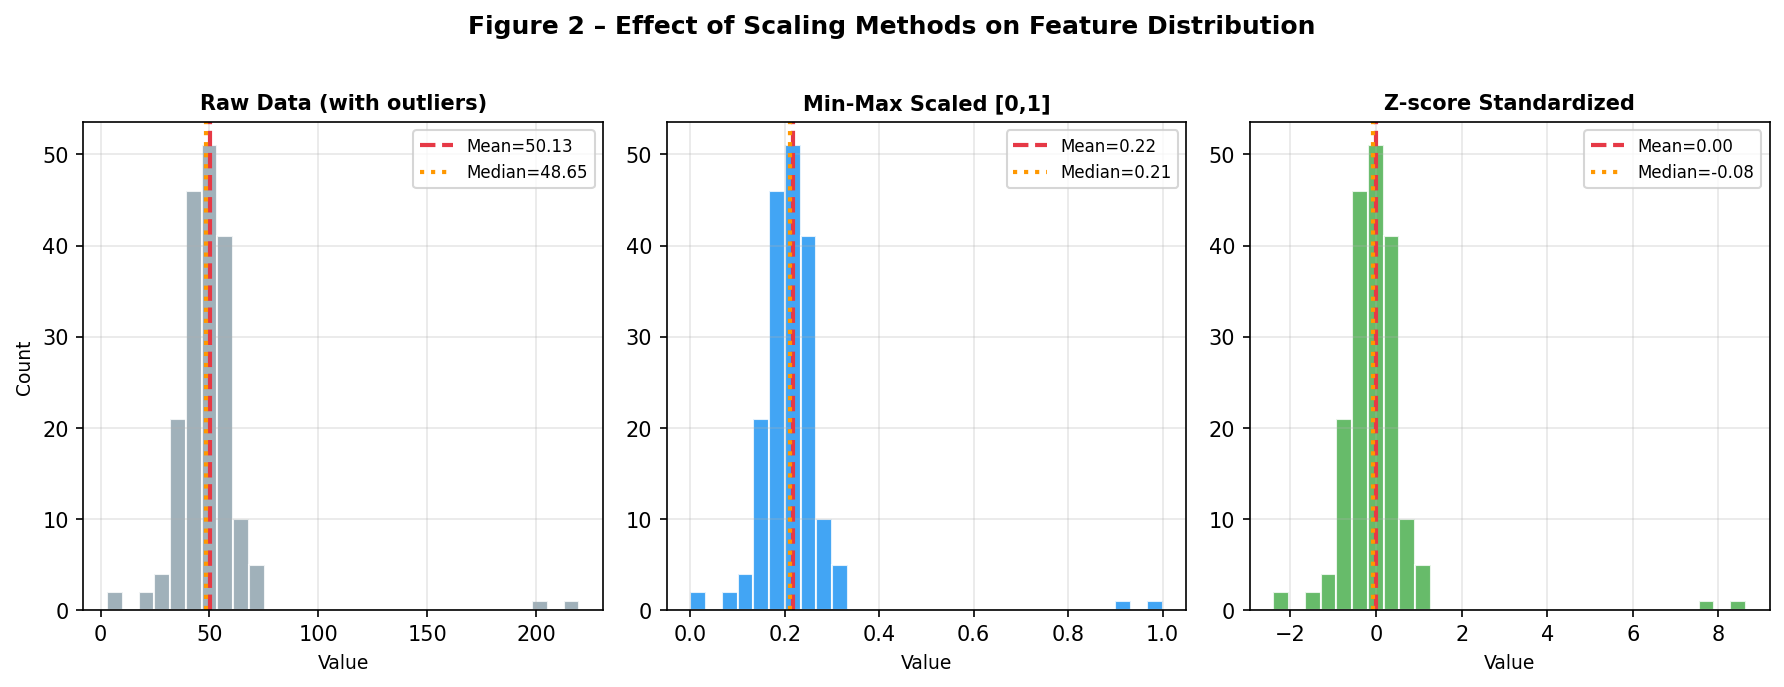 Figure 2 – Effect of Scaling Methods on Feature Distribution
Raw Data (with outliers)
Mean=50.13
Median=48.65
Count
0
10
20
30
40
50
0
50
100
150
200
Value
Min-Max Scaled [0,1]
Mean=0.22
Median=0.21
0
10
20
30
40
50
0.0
0.2
0.4
0.6
0.8
1.0
Value
Z-score Standardized
Mean=0.00
Median=-0.08
0
10
20
30
40
50
−2
0
2
4
6
8
Value